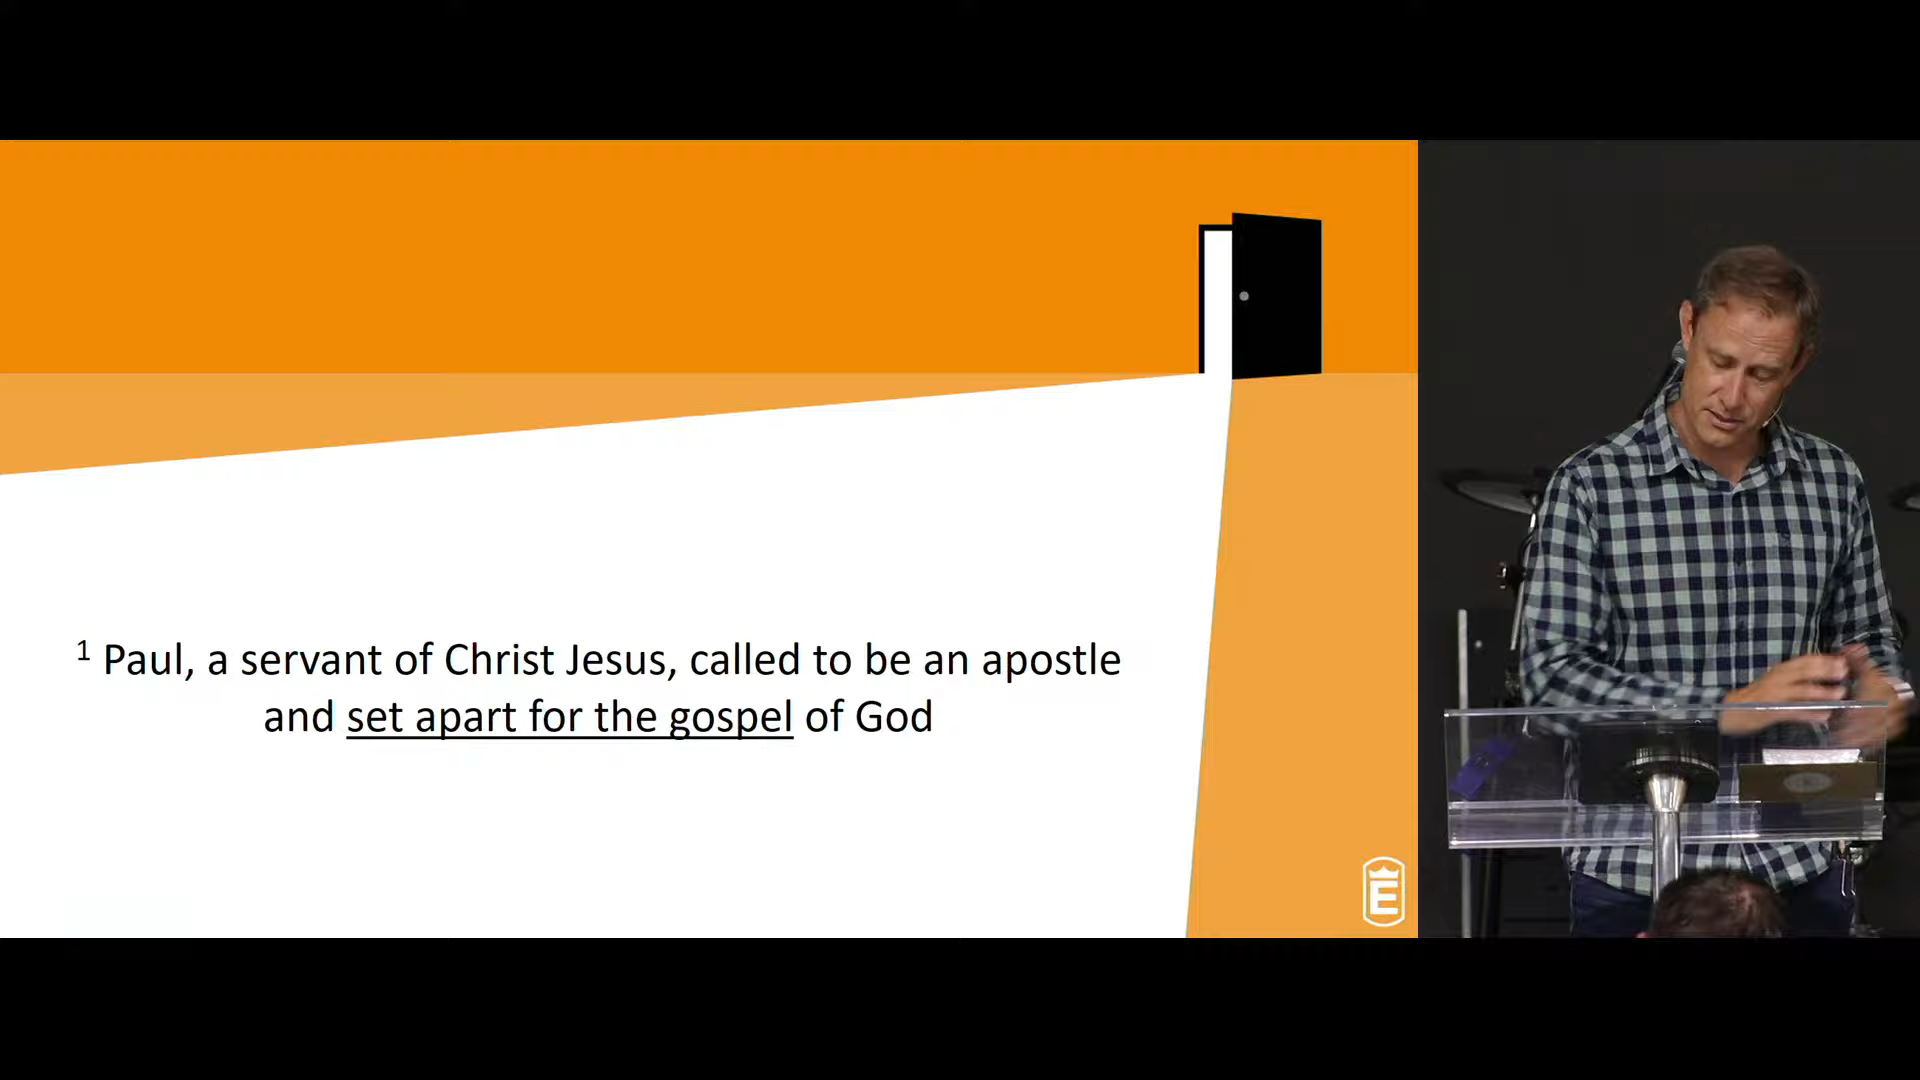 1 Paul, a servant of Christ Jesus, called to be an apostle
and set apart for the gospel of God
E